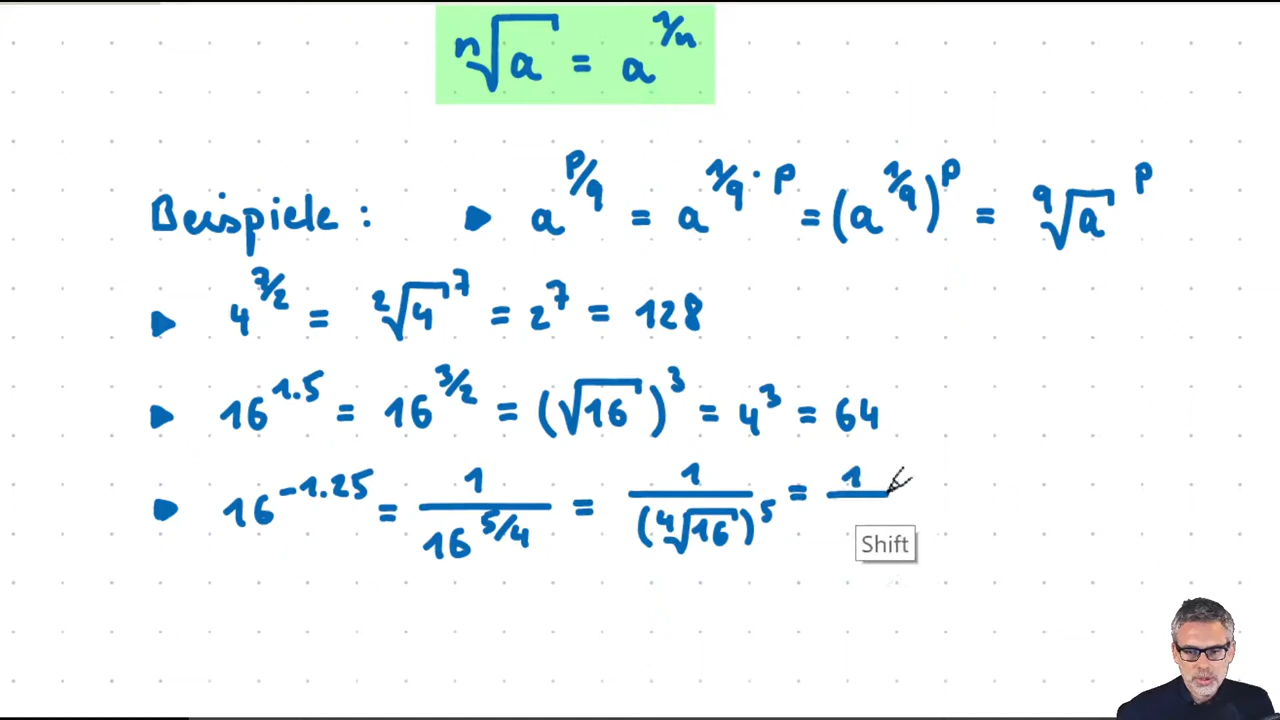 ⁿ√a = a^(1/n)
Beispiele : ▶ a^(p/q) = a^(1/q · p) = (a^(1/q))^p = ^q√a^p
▶ 4^(7/2) = ²√4^7 = 2^7 = 128
▶ 16^1.5 = 16^(3/2) = (√16)^3 = 4^3 = 64
▶ 16^-1.25 = 1/16^(5/4) = 1/(⁴√16)^5 = 1/
Shift